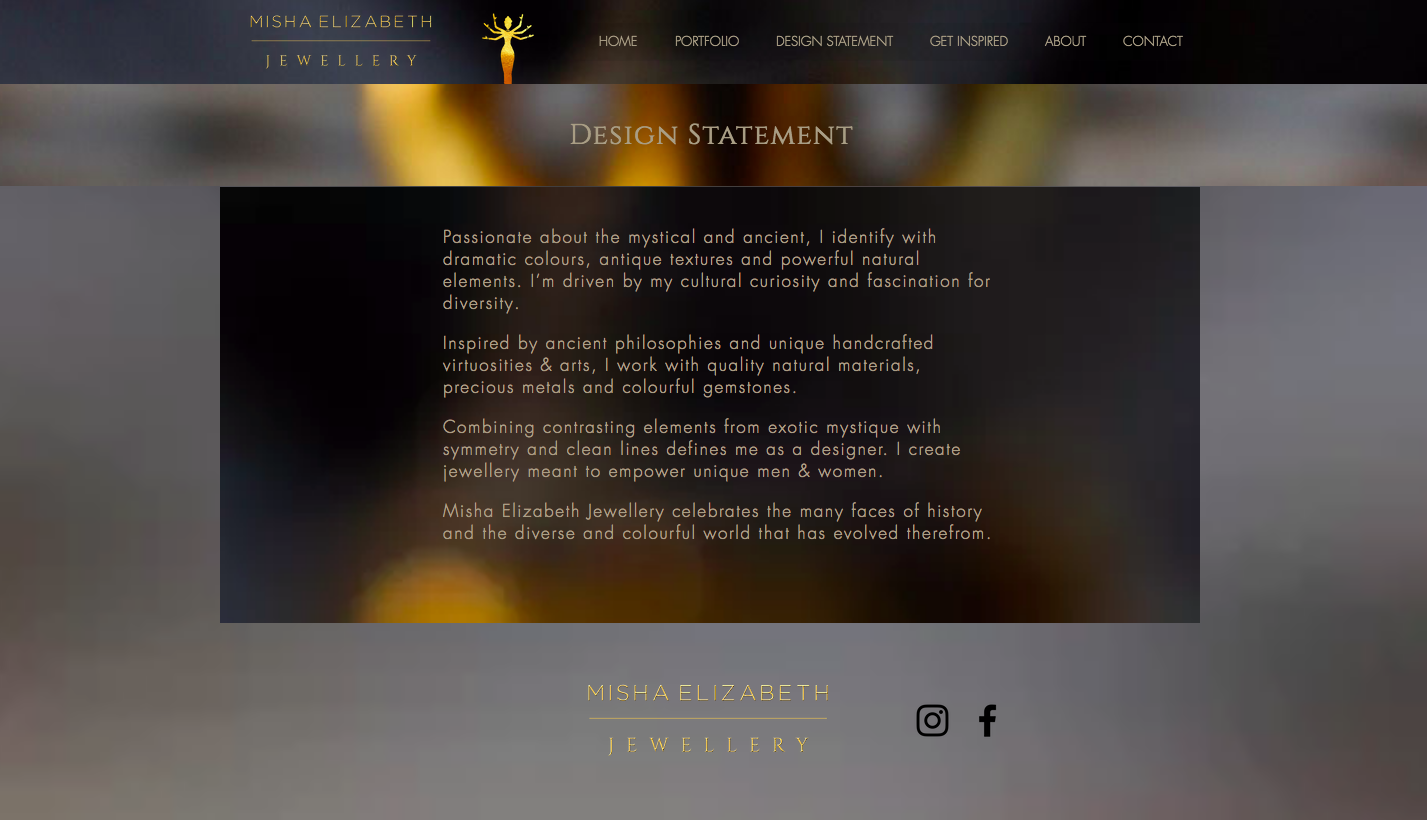 MISHA ELIZABETH
JEWELLERY
HOME PORTFOLIO DESIGN STATEMENT GET INSPIRED ABOUT CONTACT
Design Statement
Passionate about the mystical and ancient, I identify with
dramatic colours, antique textures and powerful natural
elements. I’m driven by my cultural curiosity and fascination for
diversity.
Inspired by ancient philosophies and unique handcrafted
virtuosities & arts, I work with quality natural materials,
precious metals and colourful gemstones.
Combining contrasting elements from exotic mystique with
symmetry and clean lines defines me as a designer. I create
jewellery meant to empower unique men & women.
Misha Elizabeth Jewellery celebrates the many faces of history
and the diverse and colourful world that has evolved therefrom.
MISHA ELIZABETH
JEWELLERY